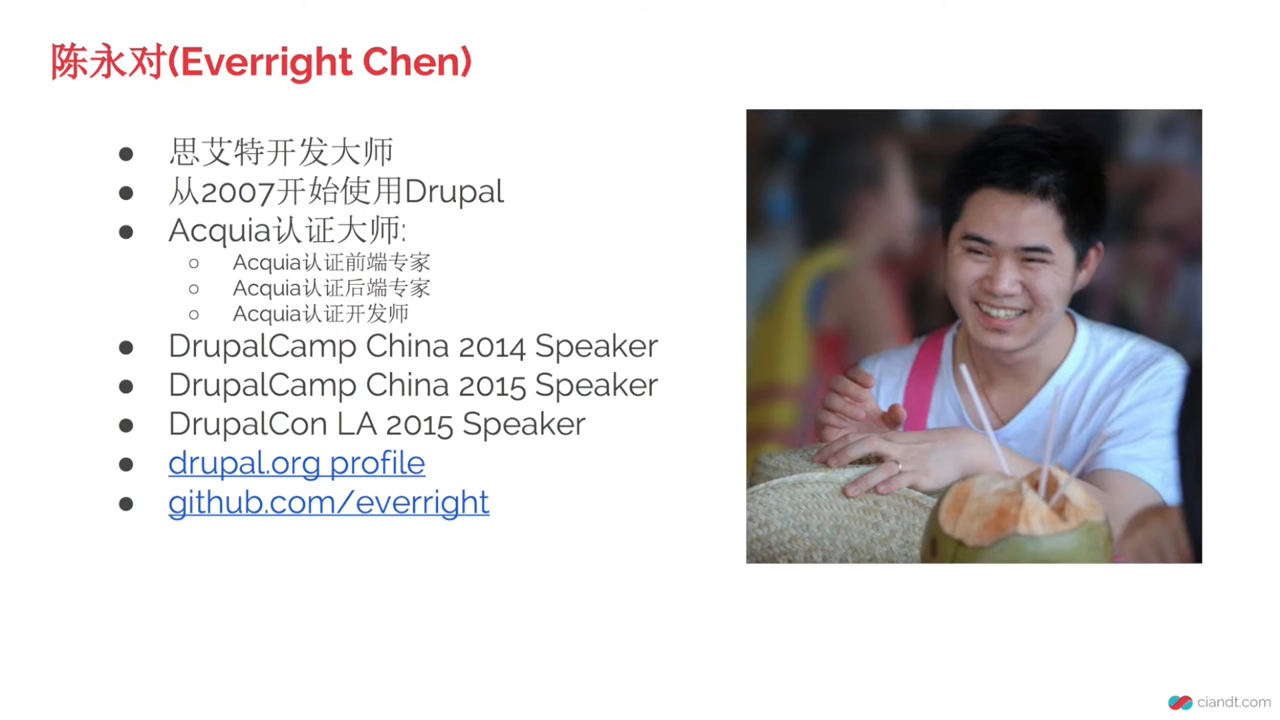 陈永对(Everright Chen)
● 思艾特开发大师
● 从2007开始使用Drupal
● Acquia认证大师:
○ Acquia认证前端专家
○ Acquia认证后端专家
○ Acquia认证开发师
● DrupalCamp China 2014 Speaker
● DrupalCamp China 2015 Speaker
● DrupalCon LA 2015 Speaker
● drupal.org profile
● github.com/everright
ciandt.com